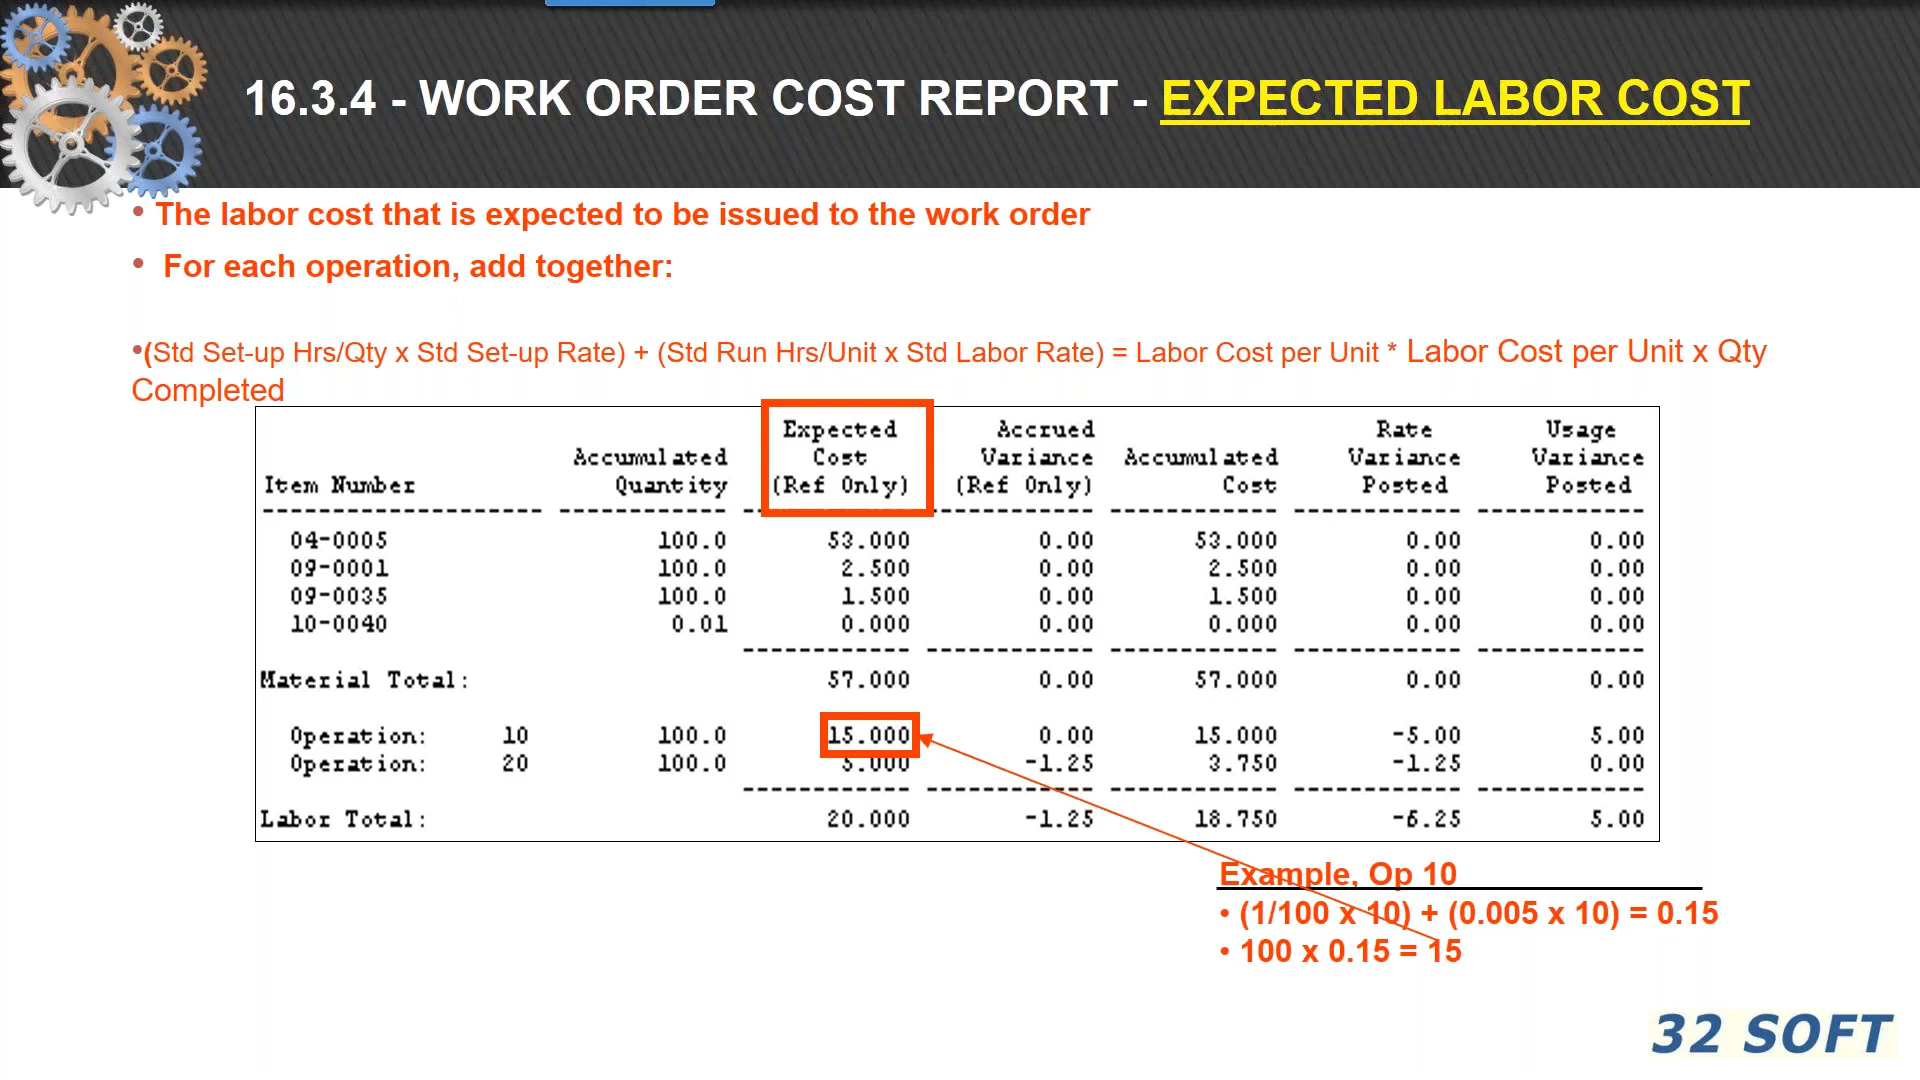 16.3.4 - WORK ORDER COST REPORT - EXPECTED LABOR COST
• The labor cost that is expected to be issued to the work order
• For each operation, add together:
•(Std Set-up Hrs/Qty x Std Set-up Rate) + (Std Run Hrs/Unit x Std Labor Rate) = Labor Cost per Unit * Labor Cost per Unit x Qty
Completed
Expected Accrued Rate Usage
Accumulated Cost Variance Accumulated Variance Variance
Item Number Quantity (Ref Only) (Ref Only) Cost Posted Posted
04-0005 100.0 53.000 0.00 53.000 0.00 0.00
09-0001 100.0 2.500 0.00 2.500 0.00 0.00
09-0035 100.0 1.500 0.00 1.500 0.00 0.00
10-0040 0.01 0.000 0.00 0.000 0.00 0.00
Material Total: 57.000 0.00 57.000 0.00 0.00
Operation: 10 100.0 15.000 0.00 15.000 -5.00 5.00
Operation: 20 100.0 5.000 -1.25 3.750 -1.25 0.00
Labor Total: 20.000 -1.25 18.750 -6.25 5.00
Example, Op 10
• (1/100 x 10) + (0.005 x 10) = 0.15
• 100 x 0.15 = 15
32 SOFT